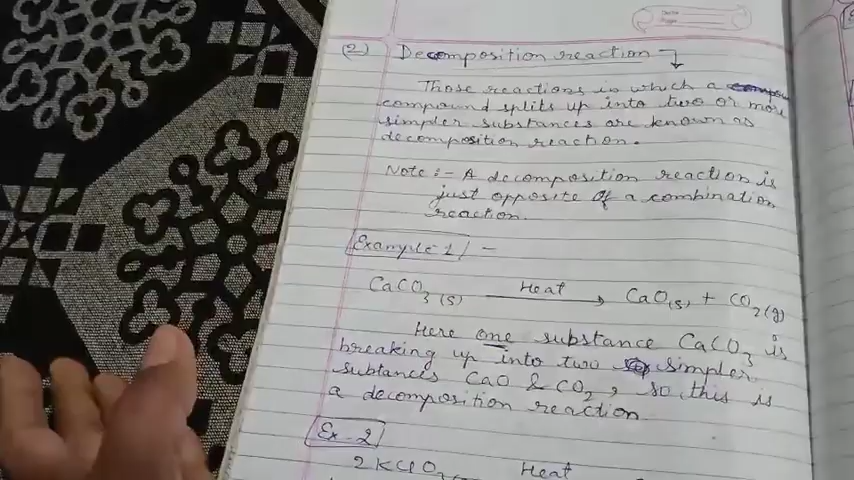 (2) Decomposition reaction
Those reactions in which a
compound splits up into two or more
simpler substances are known as
decomposition reaction.
Note :- A decomposition reaction is
just opposite of a combination
reaction.
Example 1/-
CaCO3(s) Heat → CaO(s) + CO2(g)
Here one substance CaCO3 is
breaking up into two simpler
subtances CaO & CO2, so this is
a decomposition reaction
Ex-2
2KClO3 Heat